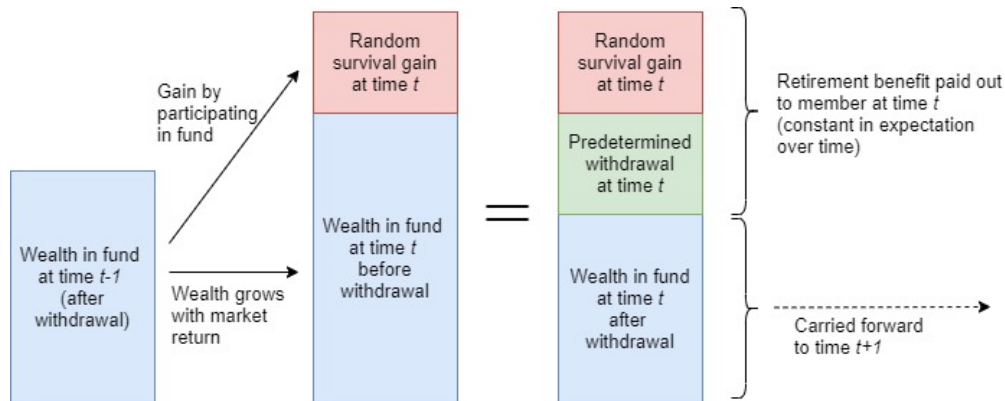 Wealth in fund
at time t-1
(after
withdrawal)
Gain by
participating
in fund
Wealth grows
with market
return
Random
survival gain
at time t
Wealth in fund
at time t
before
withdrawal
=
Random
survival gain
at time t
Predetermined
withdrawal
at time t
Wealth in fund
at time t
after
withdrawal
Retirement benefit paid out
to member at time t
(constant in expectation
over time)
Carried forward
to time t+1